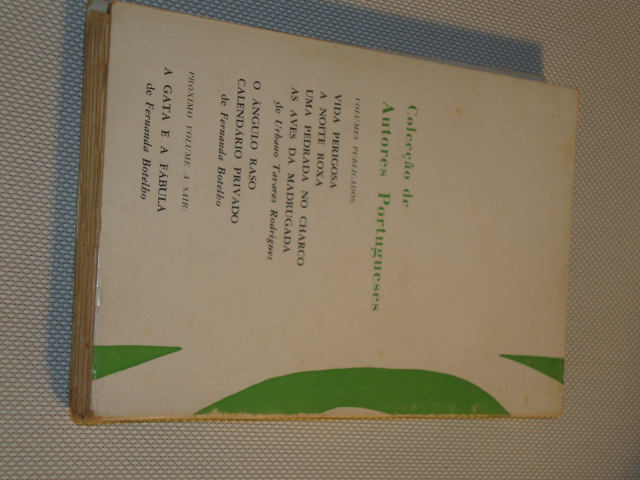 Colecção de
Autores Portugueses
VOLUMES PUBLICADOS:
VIDA PERIGOSA
A NOITE ROXA
UMA PEDRADA NO CHARCO
AS AVES DA MADRUGADA
de Urbano Tavares Rodrigues
O ÂNGULO RASO
CALENDÁRIO PRIVADO
de Fernanda Botelho
PRÓXIMO VOLUME A SAIR:
A GATA E A FÁBULA
de Fernanda Botelho